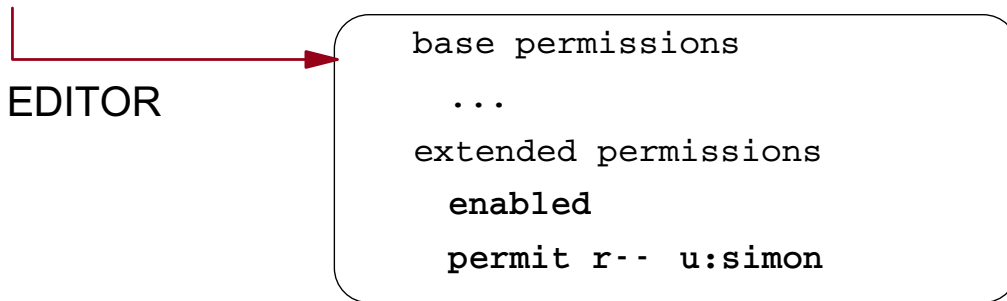 EDITOR
base permissions
...
extended permissions
enabled
permit r-- u:simon